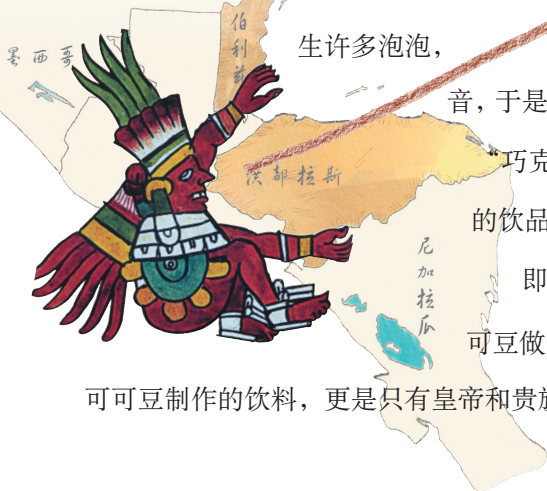 墨西哥
伯利兹
生许多泡泡，
音，于是
“巧克
洪都拉斯
的饮品
尼加拉瓜
即
可豆做
可可豆制作的饮料，更是只有皇帝和贵族